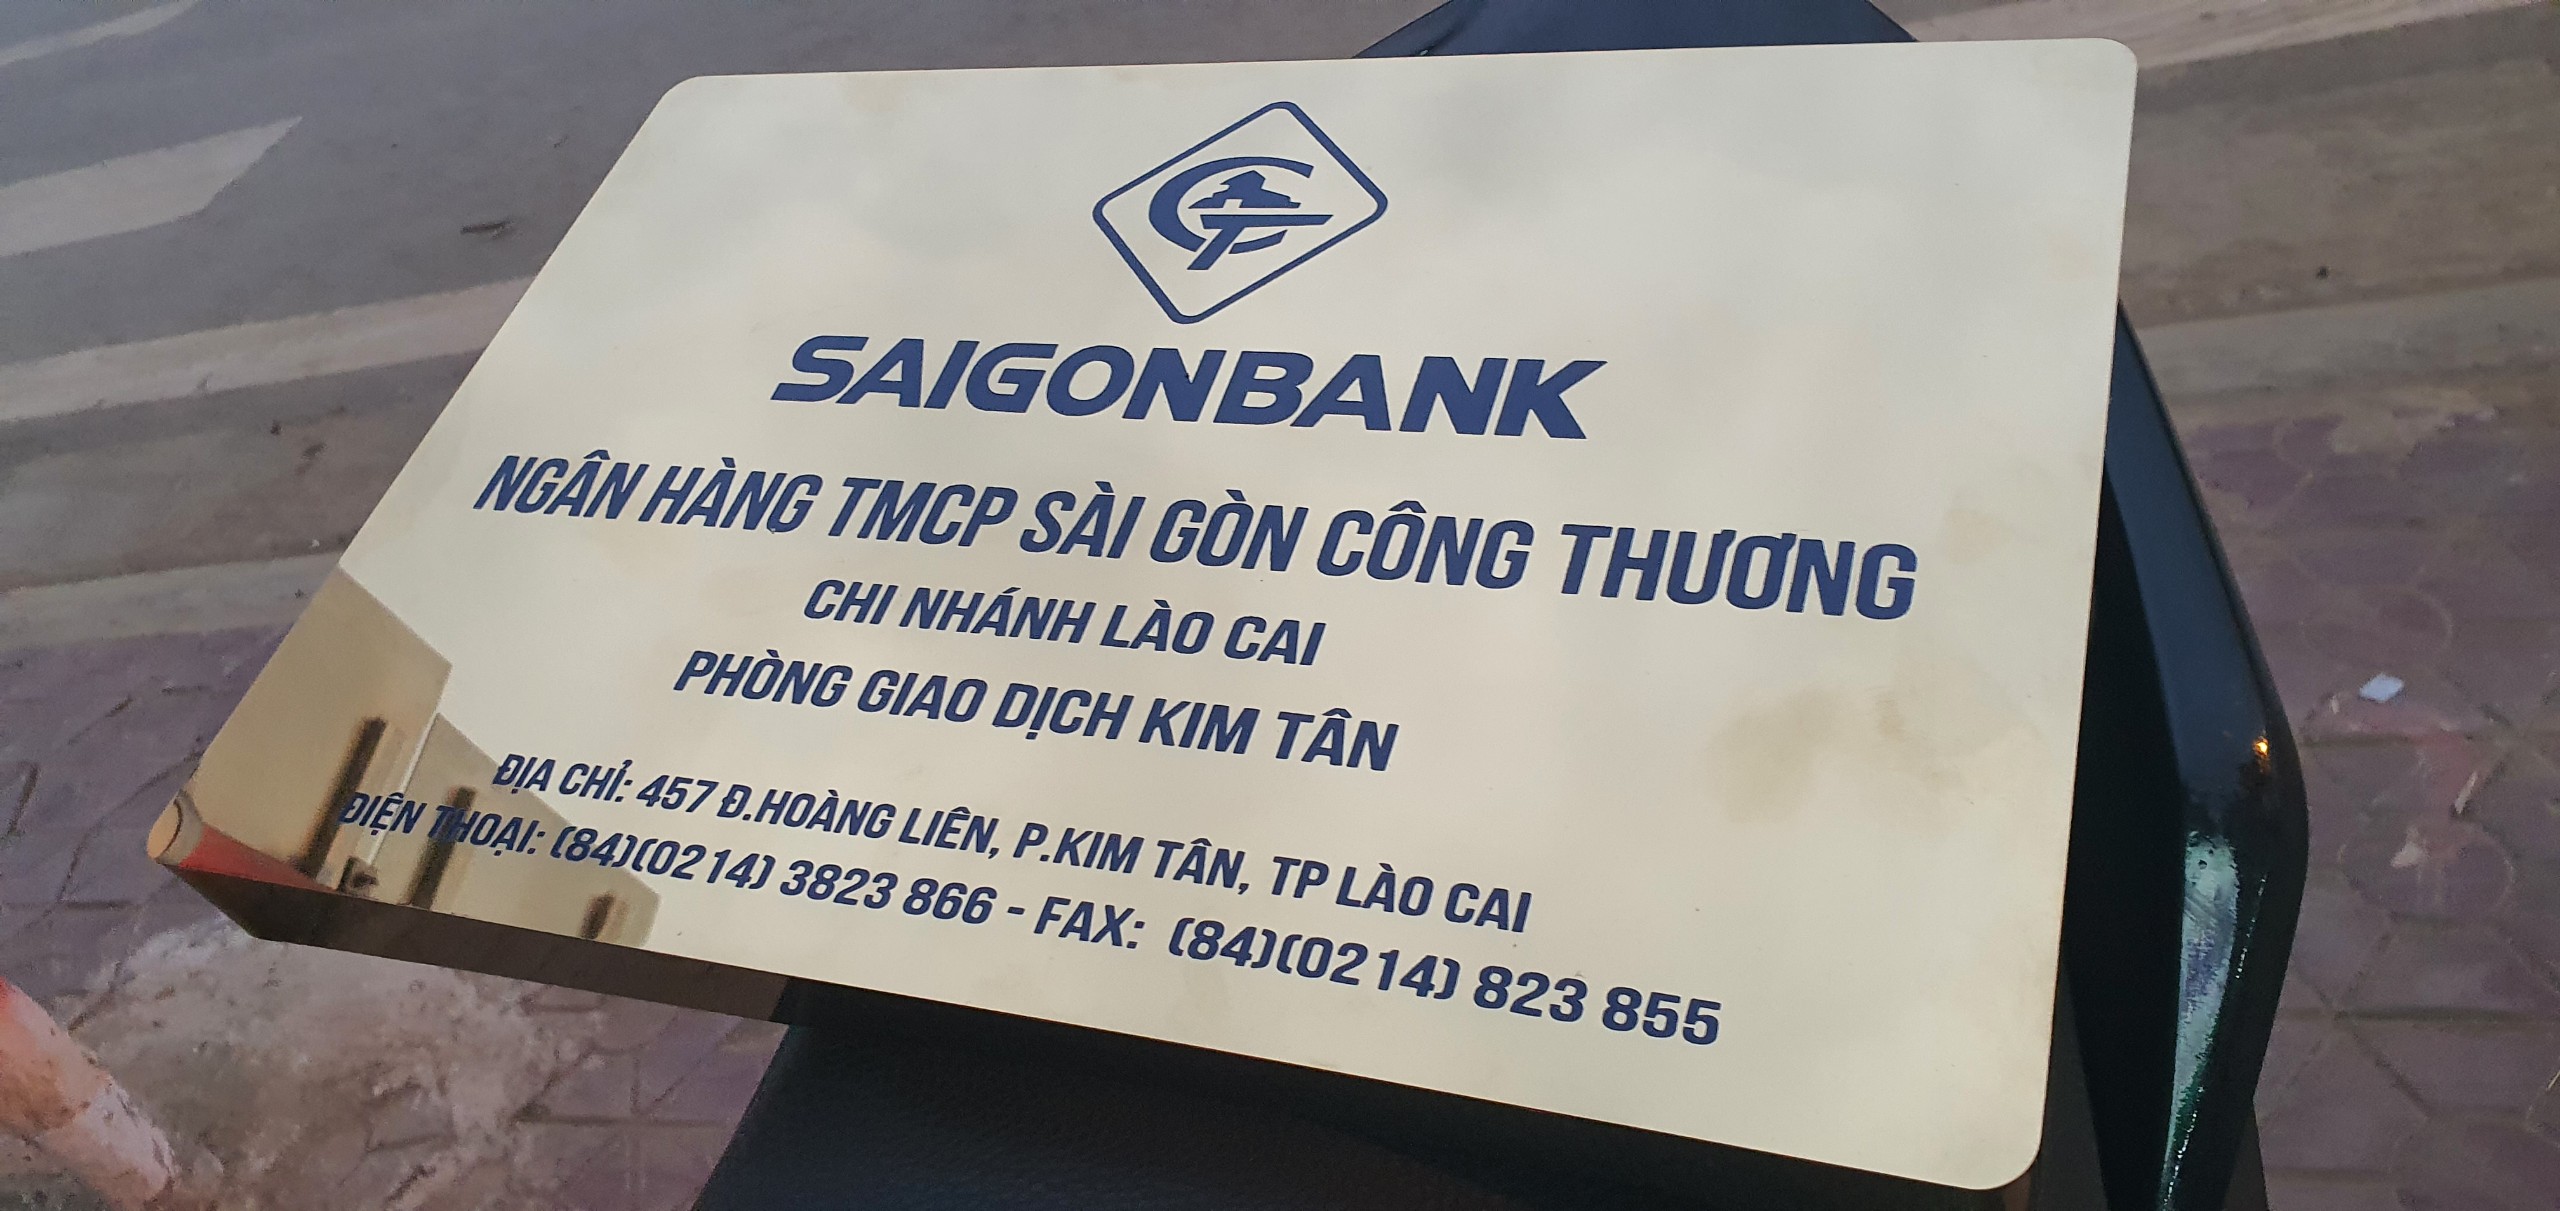 SAIGONBANK
NGÂN HÀNG TMCP SÀI GÒN CÔNG THƯƠNG
CHI NHÁNH LÀO CAI
PHÒNG GIAO DỊCH KIM TÂN
ĐỊA CHỈ: 457 Đ.HOÀNG LIÊN, P.KIM TÂN, TP LÀO CAI
ĐIỆN THOẠI: (84)(0214) 3823 866 - FAX: (84)(0214) 823 855